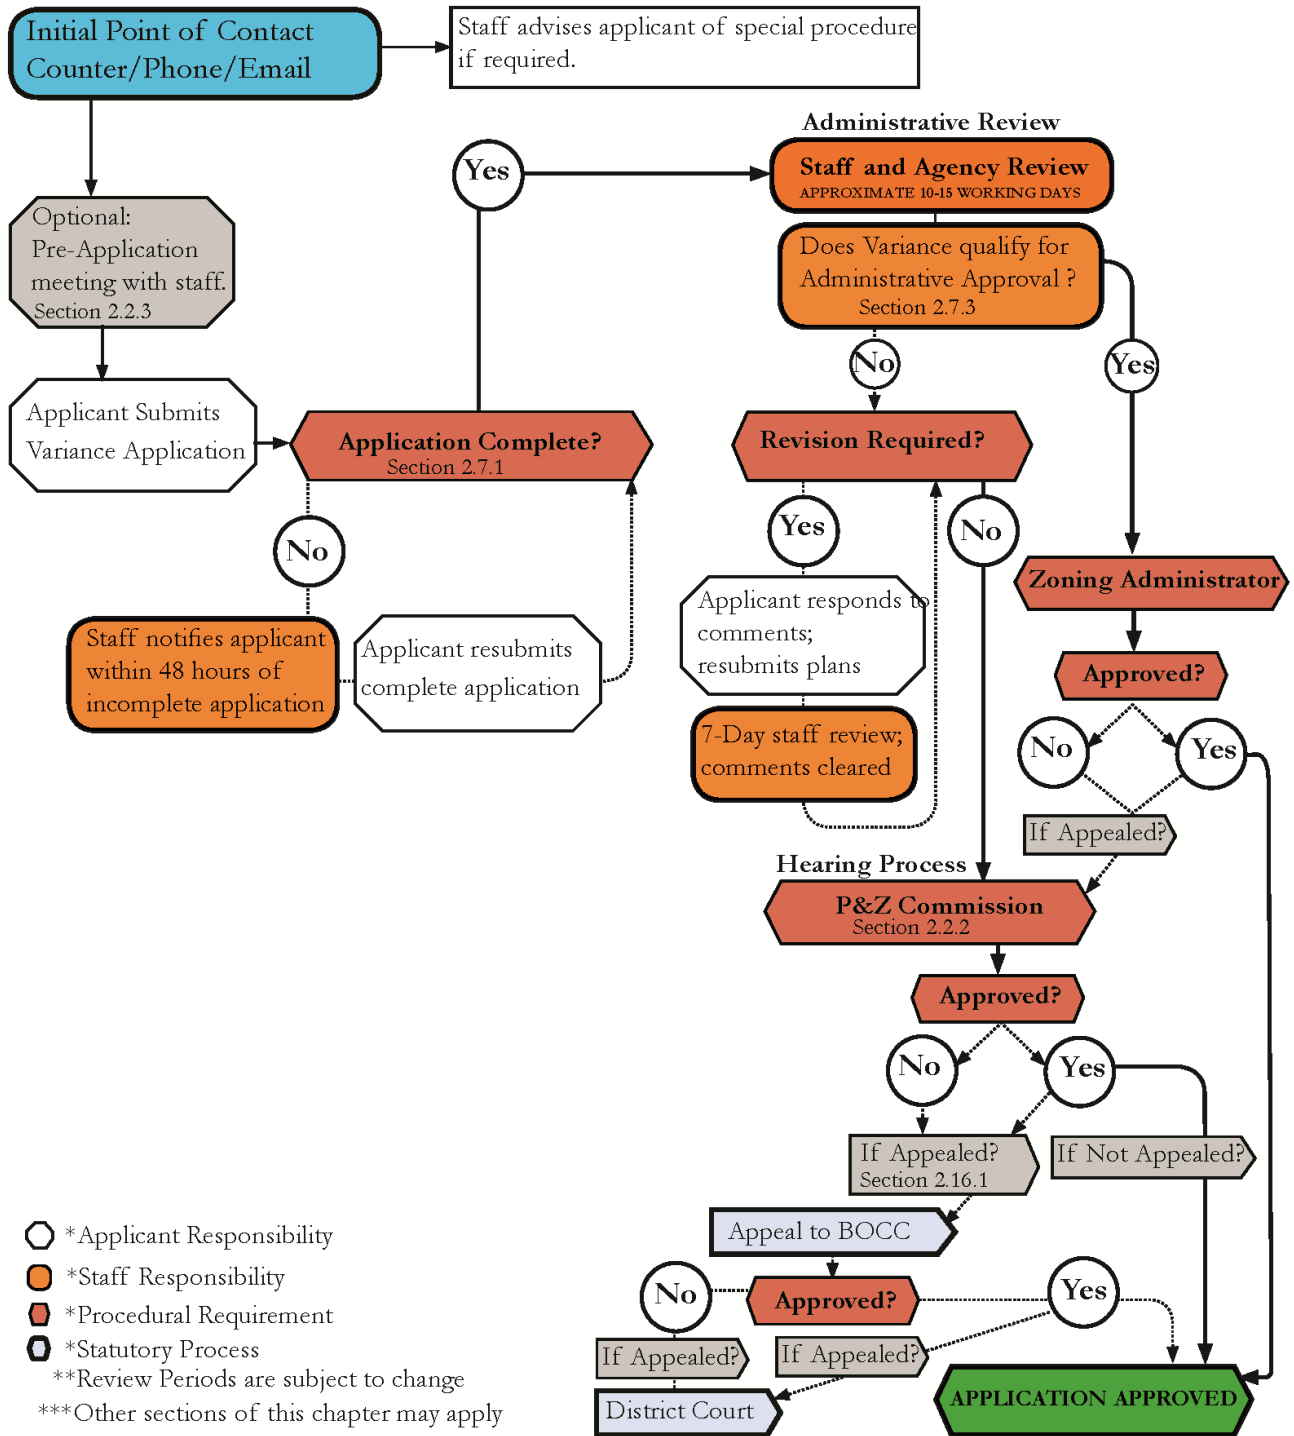 Initial Point of Contact
Counter/Phone/Email
Staff advises applicant of special procedure
if required.
Administrative Review
Staff and Agency Review
APPROXIMATE 10-15 WORKING DAYS
Yes
Optional:
Pre-Application
meeting with staff.
Section 2.2.3
Does Variance qualify for
Administrative Approval ?
Section 2.7.3
No
Yes
Applicant Submits
Variance Application
Application Complete?
Section 2.7.1
Revision Required?
No
Yes
No
Zoning Administrator
Staff notifies applicant
within 48 hours of
incomplete application
Applicant resubmits
complete application
Applicant responds to
comments;
resubmits plans
Approved?
7-Day staff review;
comments cleared
No
Yes
If Appealed?
Hearing Process
P&Z Commission
Section 2.2.2
Approved?
No
Yes
If Appealed?
Section 2.16.1
If Not Appealed?
Appeal to BOCC
No
Approved?
Yes
If Appealed?
If Appealed?
District Court
APPLICATION APPROVED
*Applicant Responsibility
*Staff Responsibility
*Procedural Requirement
*Statutory Process
**Review Periods are subject to change
***Other sections of this chapter may apply